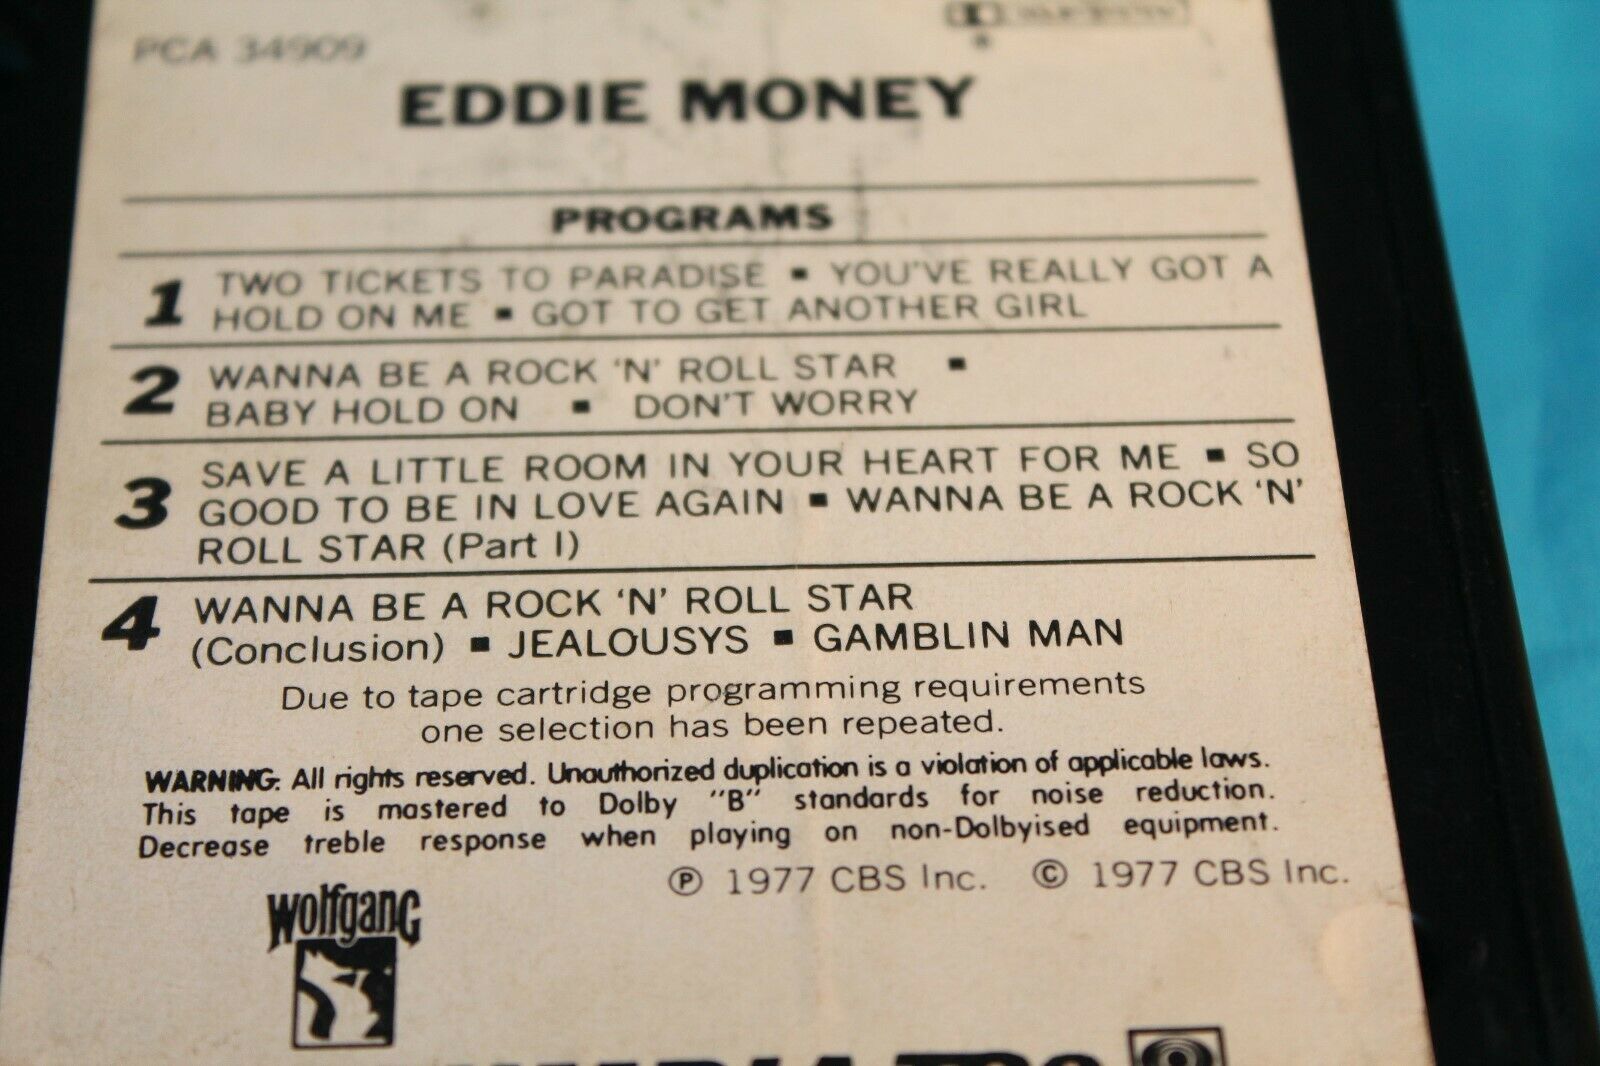 PCA 34909
EDDIE MONEY
PROGRAMS
1 TWO TICKETS TO PARADISE ▪ YOU'VE REALLY GOT A
HOLD ON ME ▪ GOT TO GET ANOTHER GIRL
2 WANNA BE A ROCK 'N' ROLL STAR ▪
BABY HOLD ON ▪ DON'T WORRY
3 SAVE A LITTLE ROOM IN YOUR HEART FOR ME ▪ SO
GOOD TO BE IN LOVE AGAIN ▪ WANNA BE A ROCK 'N'
ROLL STAR (Part I)
4 WANNA BE A ROCK 'N' ROLL STAR
(Conclusion) ▪ JEALOUSYS ▪ GAMBLIN MAN
Due to tape cartridge programming requirements
one selection has been repeated.
WARNING: All rights reserved. Unauthorized duplication is a violation of applicable laws.
This tape is mastered to Dolby "B" standards for noise reduction.
Decrease treble response when playing on non-Dolbyised equipment.
Ⓟ 1977 CBS Inc. © 1977 CBS Inc.
Wolfgang